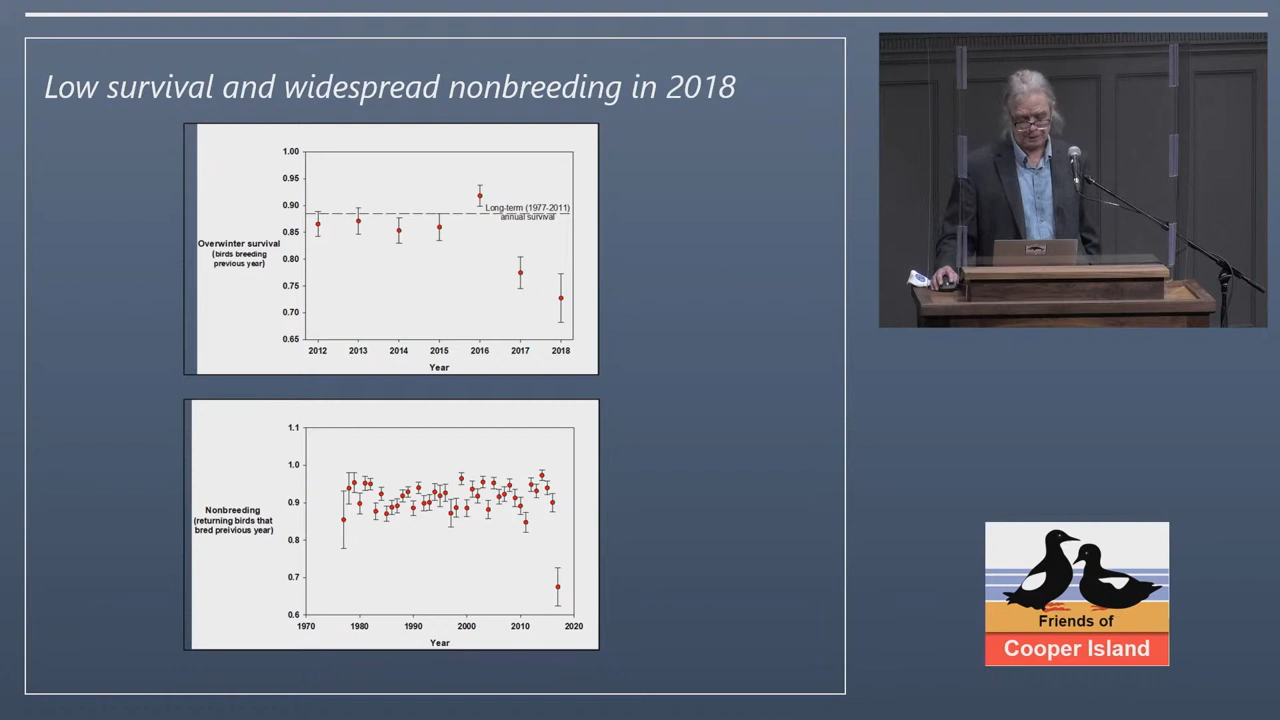 Low survival and widespread nonbreeding in 2018
1.00
0.95
0.90
0.85
0.80
0.75
0.70
0.65
Overwinter survival
(birds breeding
previous year)
Long-term (1977-2011)
annual survival
2012 2013 2014 2015 2016 2017 2018
Year
1.1
1.0
0.9
0.8
0.7
0.6
Nonbreeding
(returning birds that
bred preivious year)
1970 1980 1990 2000 2010 2020
Year
Friends of
Cooper Island